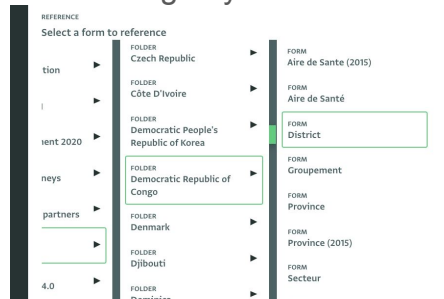 REFERENCE
Select a form to reference
tion
ment 2020
neys
partners
4.0
FOLDER
Czech Republic
FOLDER
Côte D'Ivoire
FOLDER
Democratic People's
Republic of Korea
FOLDER
Democratic Republic of
Congo
FOLDER
Denmark
FOLDER
Djibouti
FOLDER
FORM
Aire de Sante (2015)
FORM
Aire de Santé
FORM
District
FORM
Groupement
FORM
Province
FORM
Province (2015)
FORM
Secteur